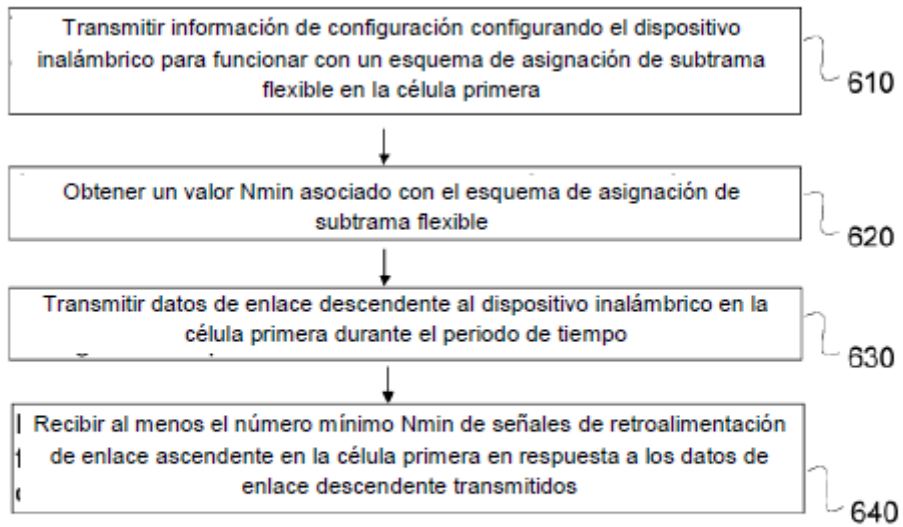 Transmitir información de configuración configurando el dispositivo
inalámbrico para funcionar con un esquema de asignación de subtrama
flexible en la célula primera
610
Obtener un valor Nmin asociado con el esquema de asignación de
subtrama flexible
620
Transmitir datos de enlace descendente al dispositivo inalámbrico en la
célula primera durante el periodo de tiempo
630
Recibir al menos el número mínimo Nmin de señales de retroalimentación
de enlace ascendente en la célula primera en respuesta a los datos de
enlace descendente transmitidos
640